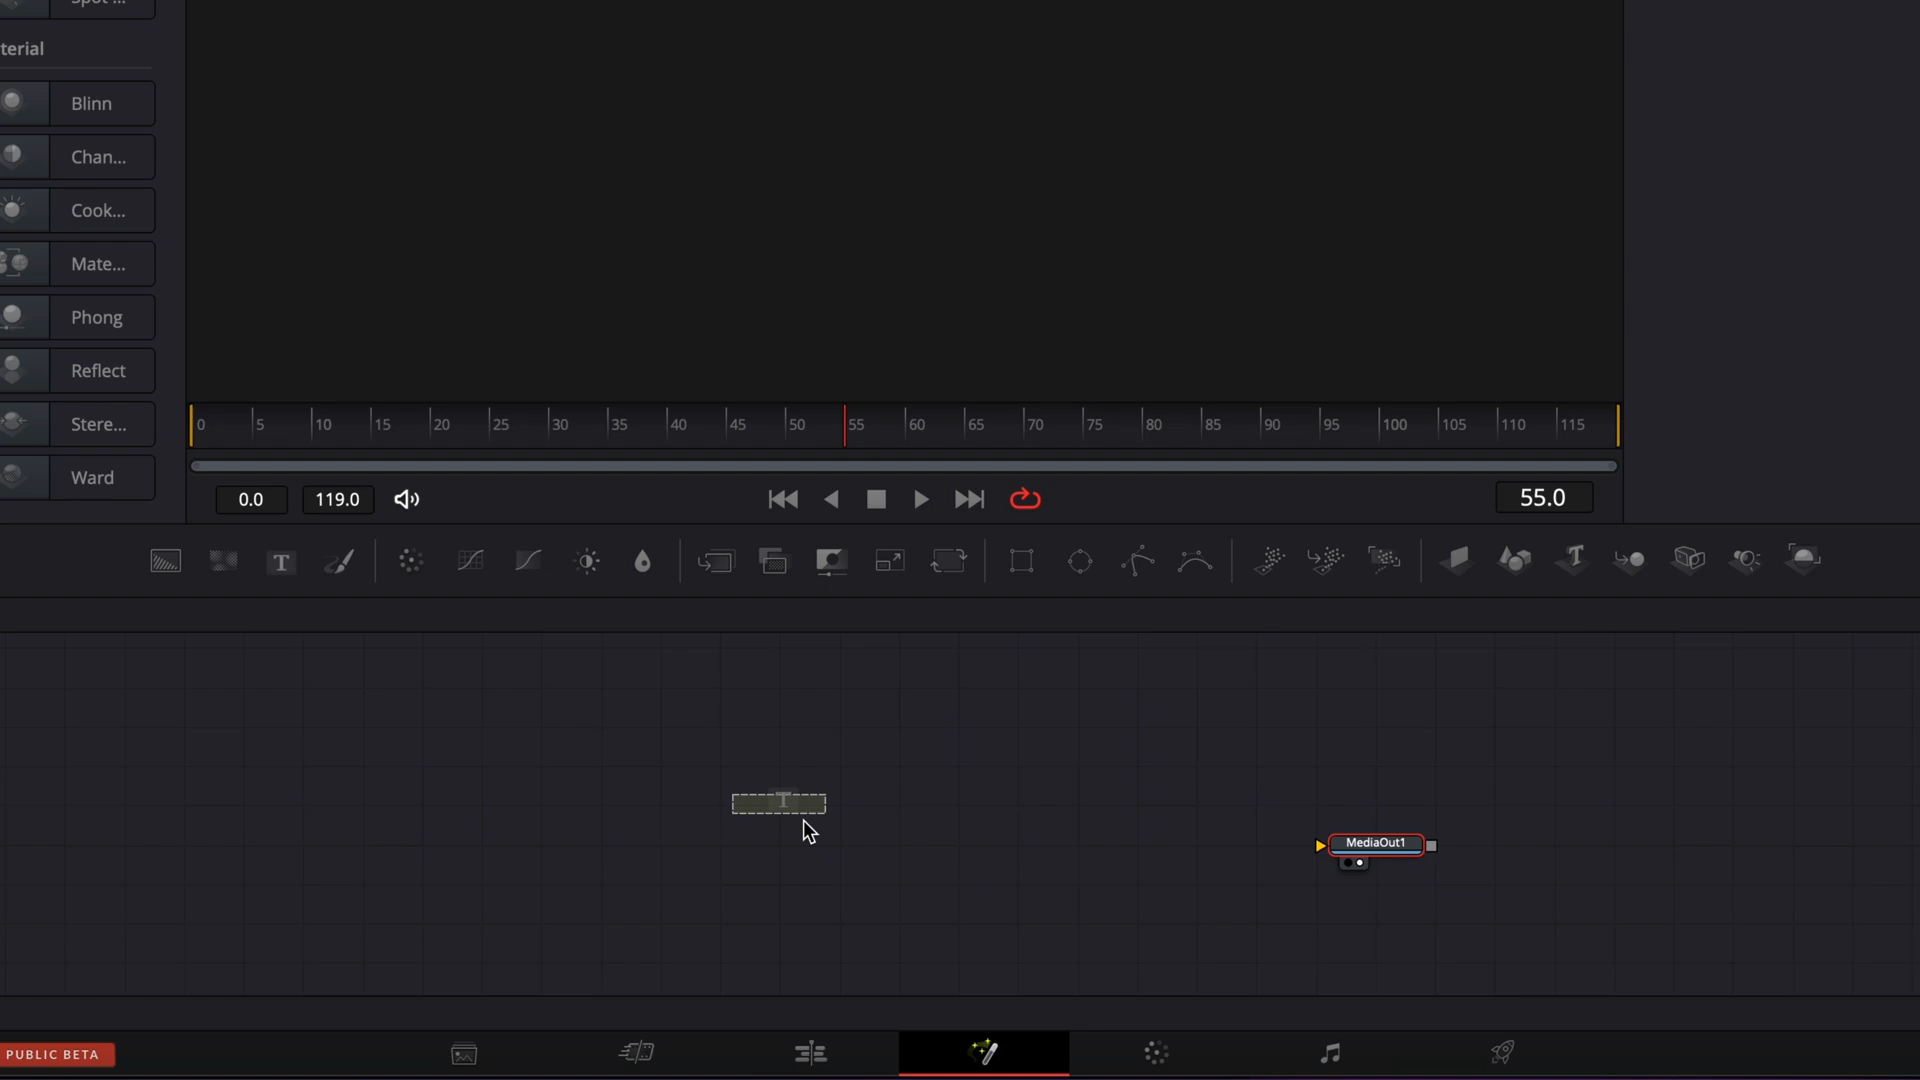 Spot ...
terial
Blinn
Chan...
Cook...
Mate...
Phong
Reflect
Stere...
Ward
0 5 10 15 20 25 30 35 40 45 50 55 60 65 70 75 80 85 90 95 100 105 110 115
0.0 119.0 55.0
T
T
MediaOut1
PUBLIC BETA